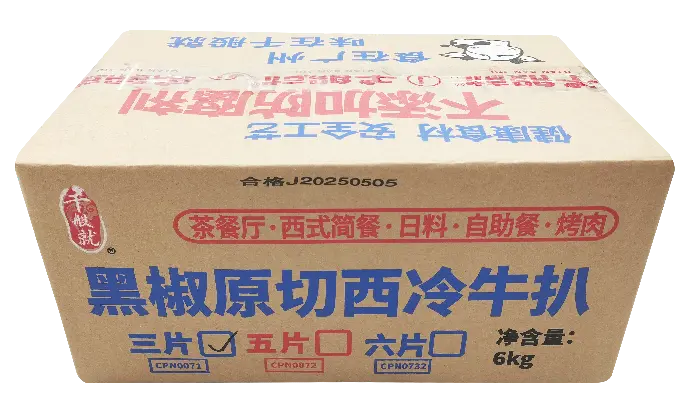 食在广州
味在千般就
不添加防腐剂
健康食材 安全工艺
合格J20250505
千般就
®
茶餐厅·西式简餐·日料·自助餐·烤肉
黑椒原切西冷牛扒
三片 五片 六片
CPN0071 CPN0072 CPN0732
净含量:
6kg